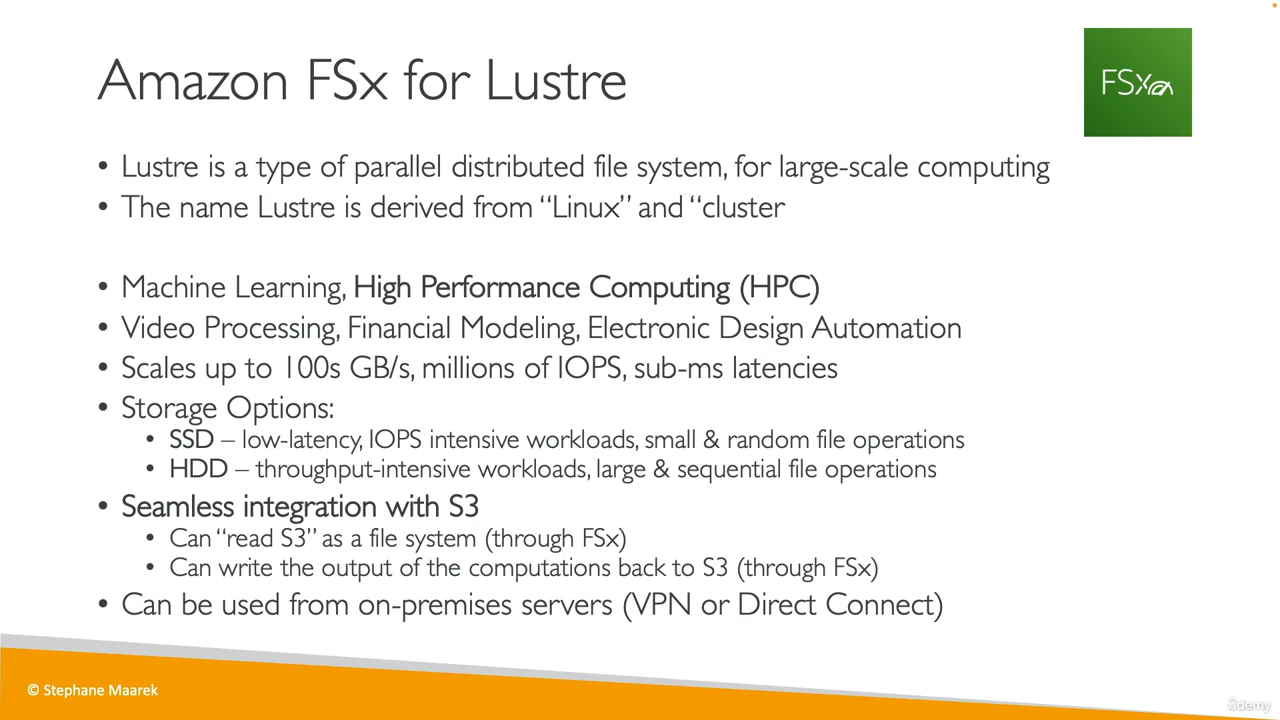 Amazon FSx for Lustre
FSx
• Lustre is a type of parallel distributed file system, for large-scale computing
• The name Lustre is derived from “Linux” and “cluster
• Machine Learning, High Performance Computing (HPC)
• Video Processing, Financial Modeling, Electronic Design Automation
• Scales up to 100s GB/s, millions of IOPS, sub-ms latencies
• Storage Options:
• SSD – low-latency, IOPS intensive workloads, small & random file operations
• HDD – throughput-intensive workloads, large & sequential file operations
• Seamless integration with S3
• Can “read S3” as a file system (through FSx)
• Can write the output of the computations back to S3 (through FSx)
• Can be used from on-premises servers (VPN or Direct Connect)
© Stephane Maarek
ûdemy